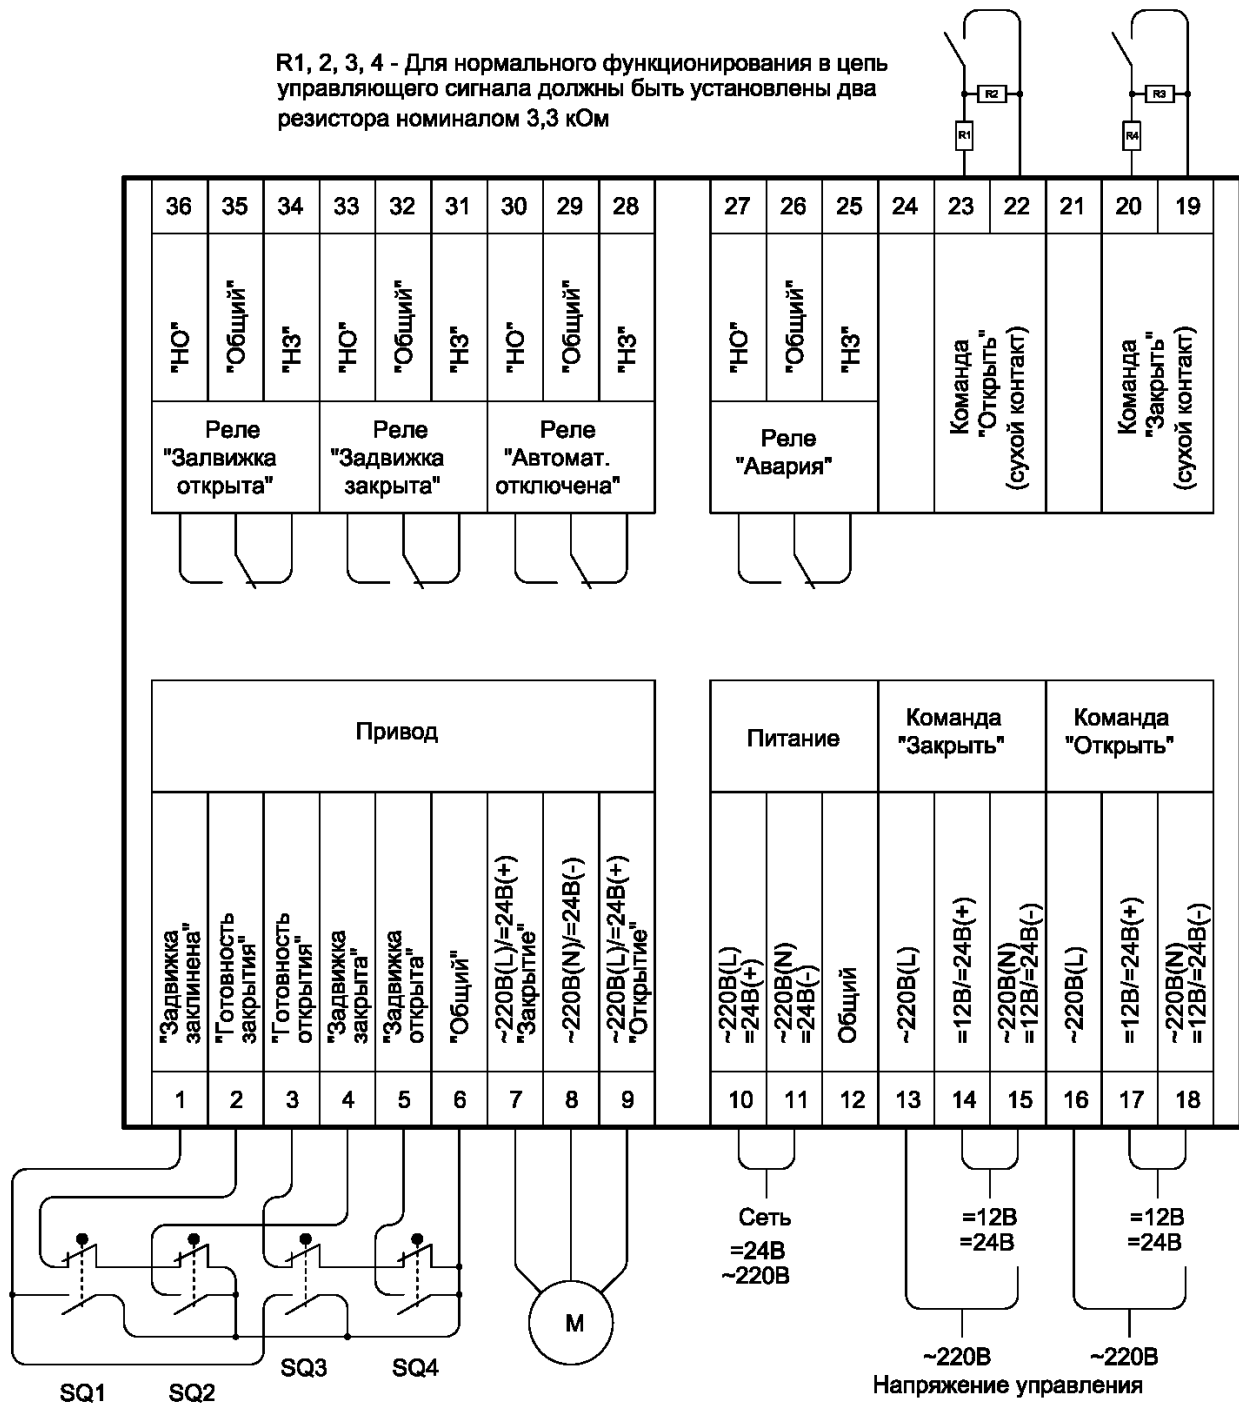 R1, 2, 3, 4 - Для нормального функционирования в цепь
управляющего сигнала должны быть установлены два
резистора номиналом 3,3 кОм
R2
R1
R3
R4
36 35 34 33 32 31 30 29 28 27 26 25 24 23 22 21 20 19
"НО"
"Общий"
"НЗ"
"НО"
"Общий"
"НЗ"
"НО"
"Общий"
"НЗ"
"НО"
"Общий"
"НЗ"
Команда
"Открыть"
(сухой контакт)
Команда
"Закрыть"
(сухой контакт)
Реле
"Залвижка
открыта"
Реле
"Задвижка
закрыта"
Реле
"Автомат.
отключена"
Реле
"Авария"
Привод
Питание
Команда
"Закрыть"
Команда
"Открыть"
"Задвижка
заклинена"
"Готовность
закрытия"
"Готовность
открытия"
"Задвижка
закрыта"
"Задвижка
открыта"
"Общий"
~220В(L)/=24В(+)
"Закрытие"
~220В(N)/=24В(-)
~220В(L)/=24В(+)
"Открытие"
~220В(L)
=24В(+)
~220В(N)
=24В(-)
Общий
~220В(L)
=12В/=24В(+)
~220В(N)
=12В/=24В(-)
~220В(L)
=12В/=24В(+)
~220В(N)
=12В/=24В(-)
1 2 3 4 5 6 7 8 9 10 11 12 13 14 15 16 17 18
Сеть
=24В
~220В
=12В
=24В
=12В
=24В
М
SQ1
SQ2
SQ3
SQ4
~220В
~220В
Напряжение управления